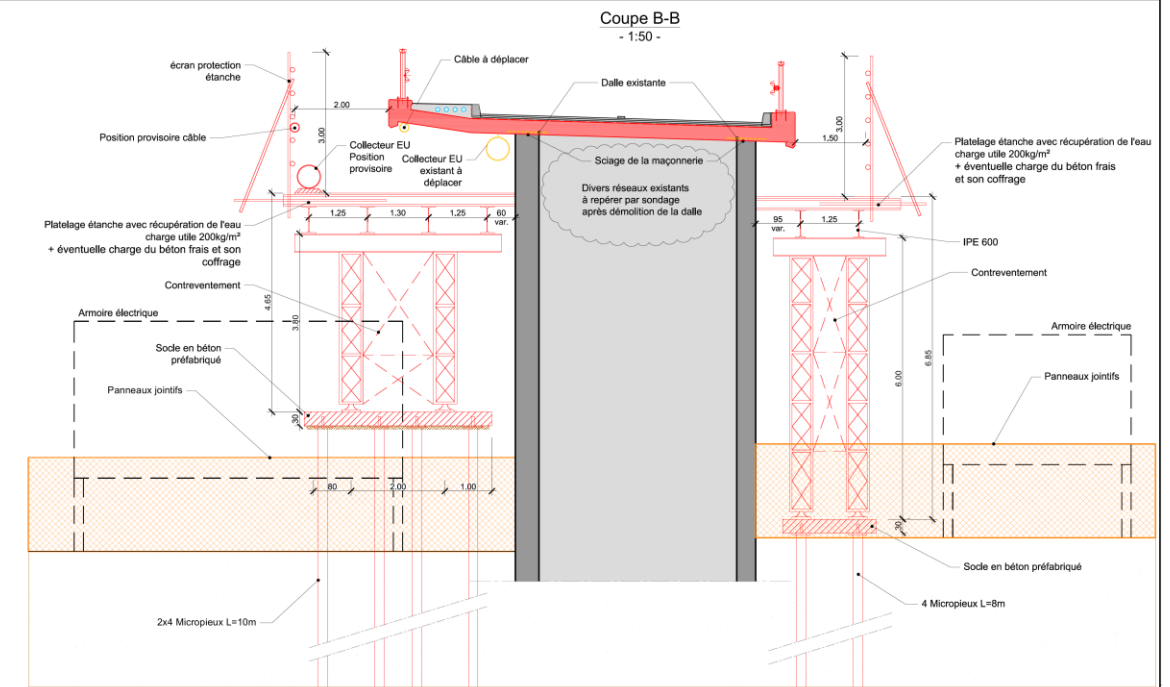 Coupe B-B
- 1:50 -
écran protection
étanche
Câble à déplacer
Dalle existante
3.00
2.00
3.00
Position provisoire câble
Collecteur EU
Position
provisoire
Collecteur EU
existant à
déplacer
Sciage de la maçonnerie
1.50
Platelage étanche avec récupération de l'eau
charge utile 200kg/m²
+ éventuelle charge du béton frais
et son coffrage
Divers réseaux existants
à repérer par sondage
après démolition de la dalle
Platelage étanche avec récupération de l'eau
charge utile 200kg/m²
+ éventuelle charge du béton frais et son
coffrage
1.25
1.30
1.25
60
var.
95
var.
1.25
IPE 600
Contreventement
Contreventement
4.65
3.80
Armoire électrique
Armoire électrique
6.00
6.85
Socle en béton
préfabriqué
Panneaux jointifs
Panneaux jointifs
30
80
2.00
1.00
30
Socle en béton préfabriqué
2x4 Micropieux L=10m
4 Micropieux L=8m